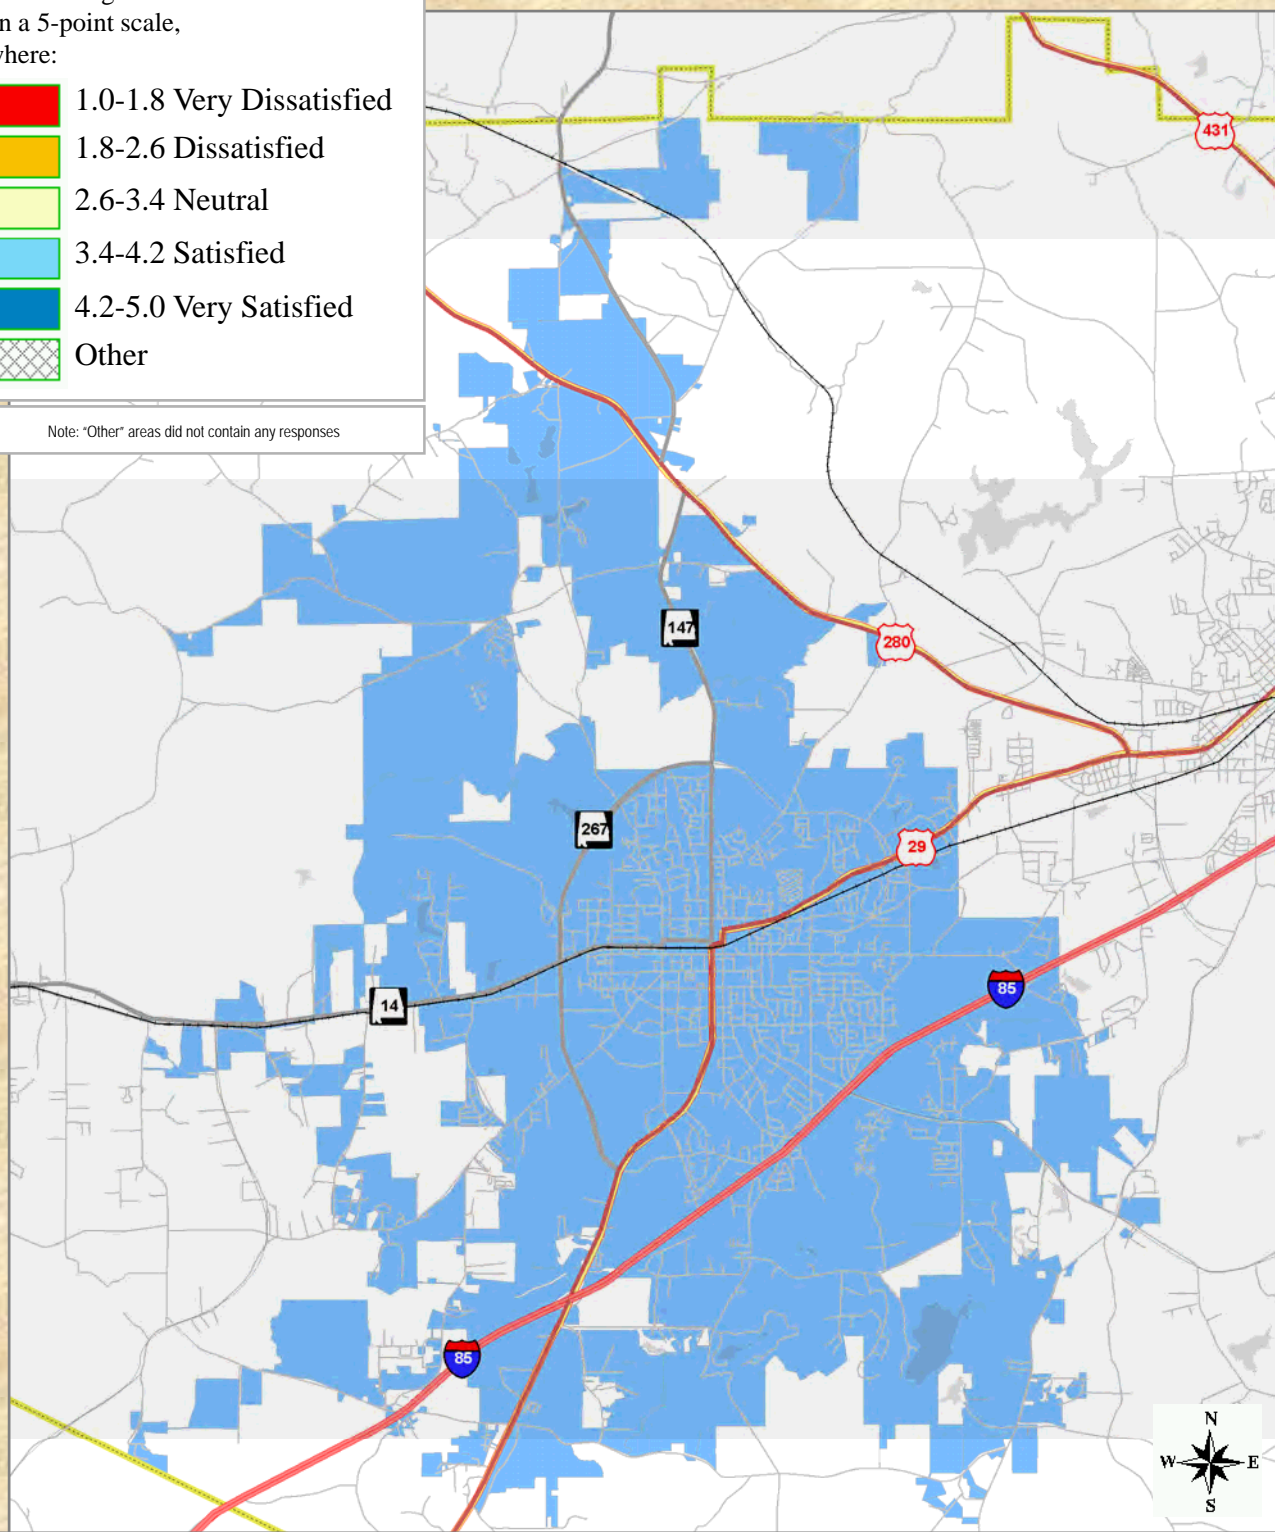 n a 5-point scale,
where:
1.0-1.8 Very Dissatisfied
1.8-2.6 Dissatisfied
2.6-3.4 Neutral
3.4-4.2 Satisfied
4.2-5.0 Very Satisfied
Other
Note: "Other" areas did not contain any responses
431
147
280
267
29
85
14
85
N
W E
S